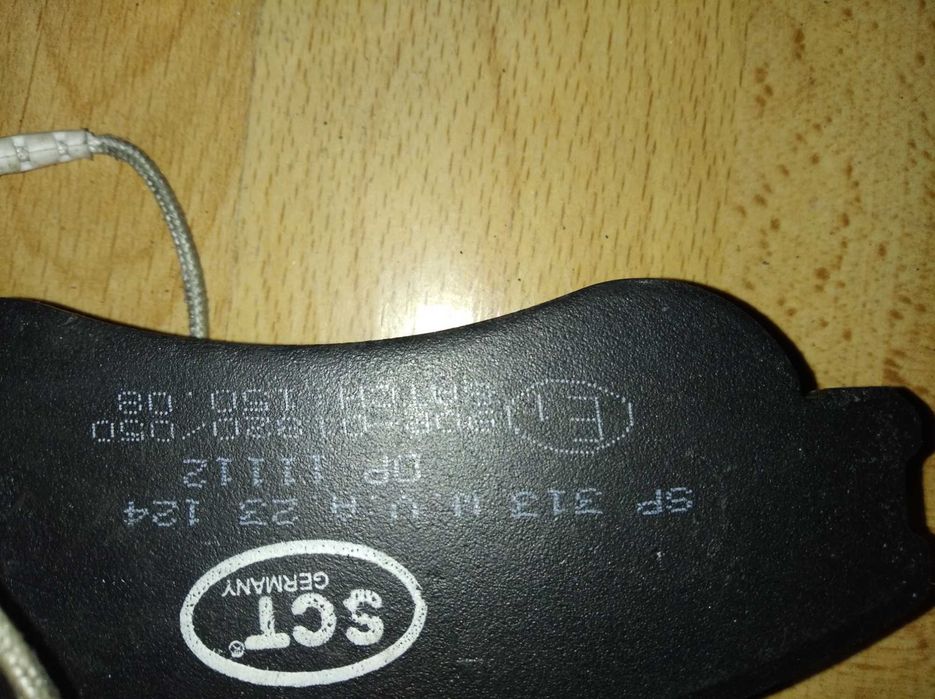 SCT®
GERMANY
SP 313 W V A 23 124
DP 11112
E1
BATCH 150.08